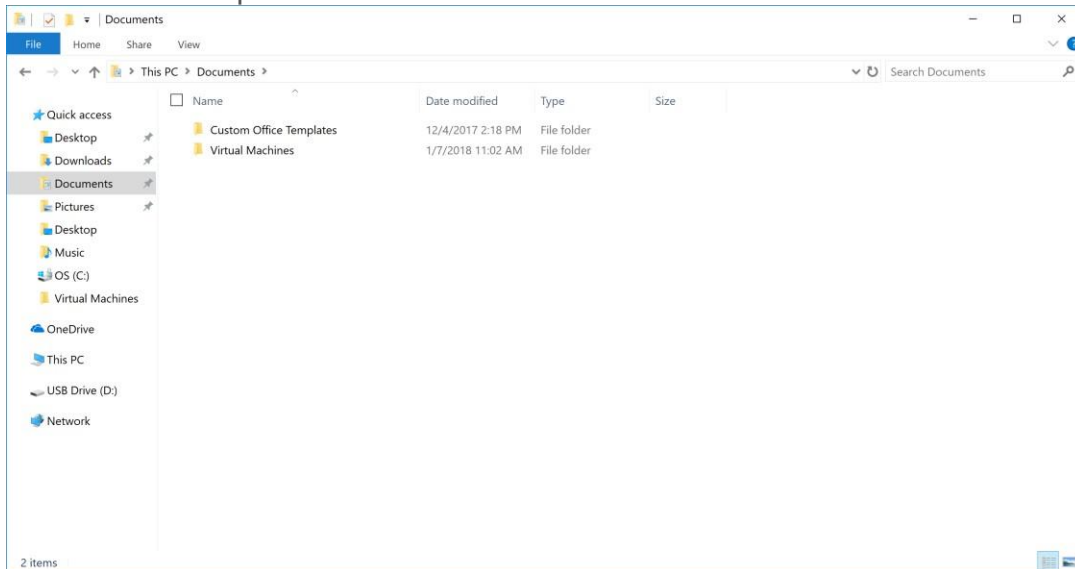 Documents
File Home Share View
This PC > Documents >
Search Documents
Name Date modified Type Size
Quick access
Desktop
Downloads
Documents
Pictures
Desktop
Music
OS (C:)
Virtual Machines
OneDrive
This PC
USB Drive (D:)
Network
Custom Office Templates 12/4/2017 2:18 PM File folder
Virtual Machines 1/7/2018 11:02 AM File folder
2 items